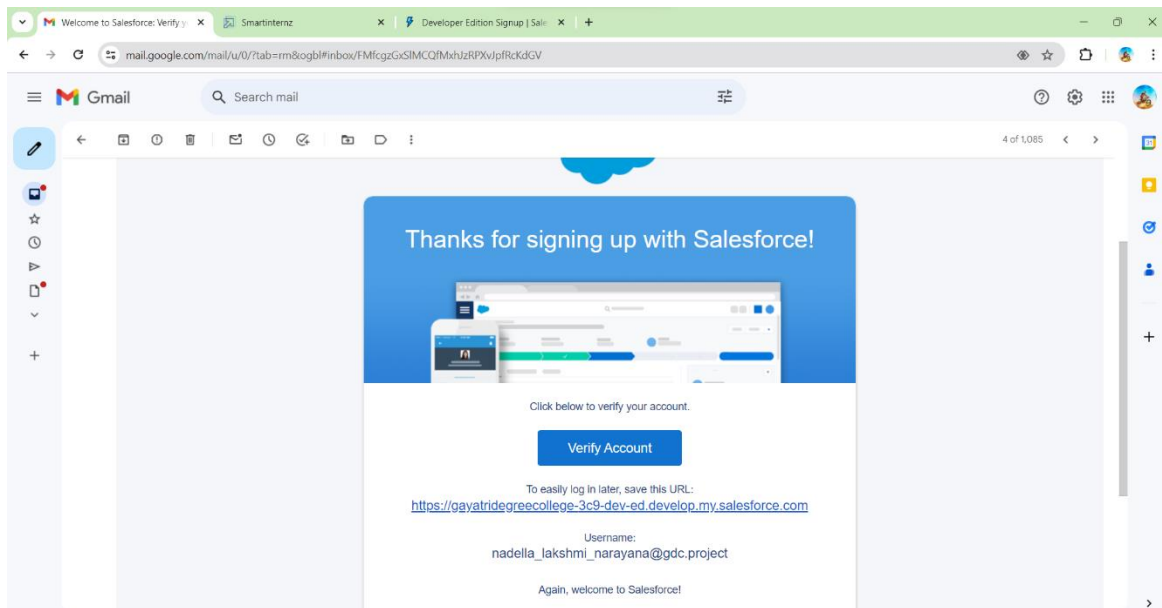 Welcome to Salesforce: Verify y
Smartinternz
Developer Edition Signup | Sale
mail.google.com/mail/u/0/?tab=rm&ogbl#inbox/FMfcgzGxSlMCQfMxhJzRPXvJpfRcKdGV
Gmail
Search mail
4 of 1,085
Thanks for signing up with Salesforce!
Click below to verify your account.
Verify Account
To easily log in later, save this URL:
https://gayatridegreecollege-3c9-dev-ed.develop.my.salesforce.com
Username:
nadella_lakshmi_narayana@gdc.project
Again, welcome to Salesforce!